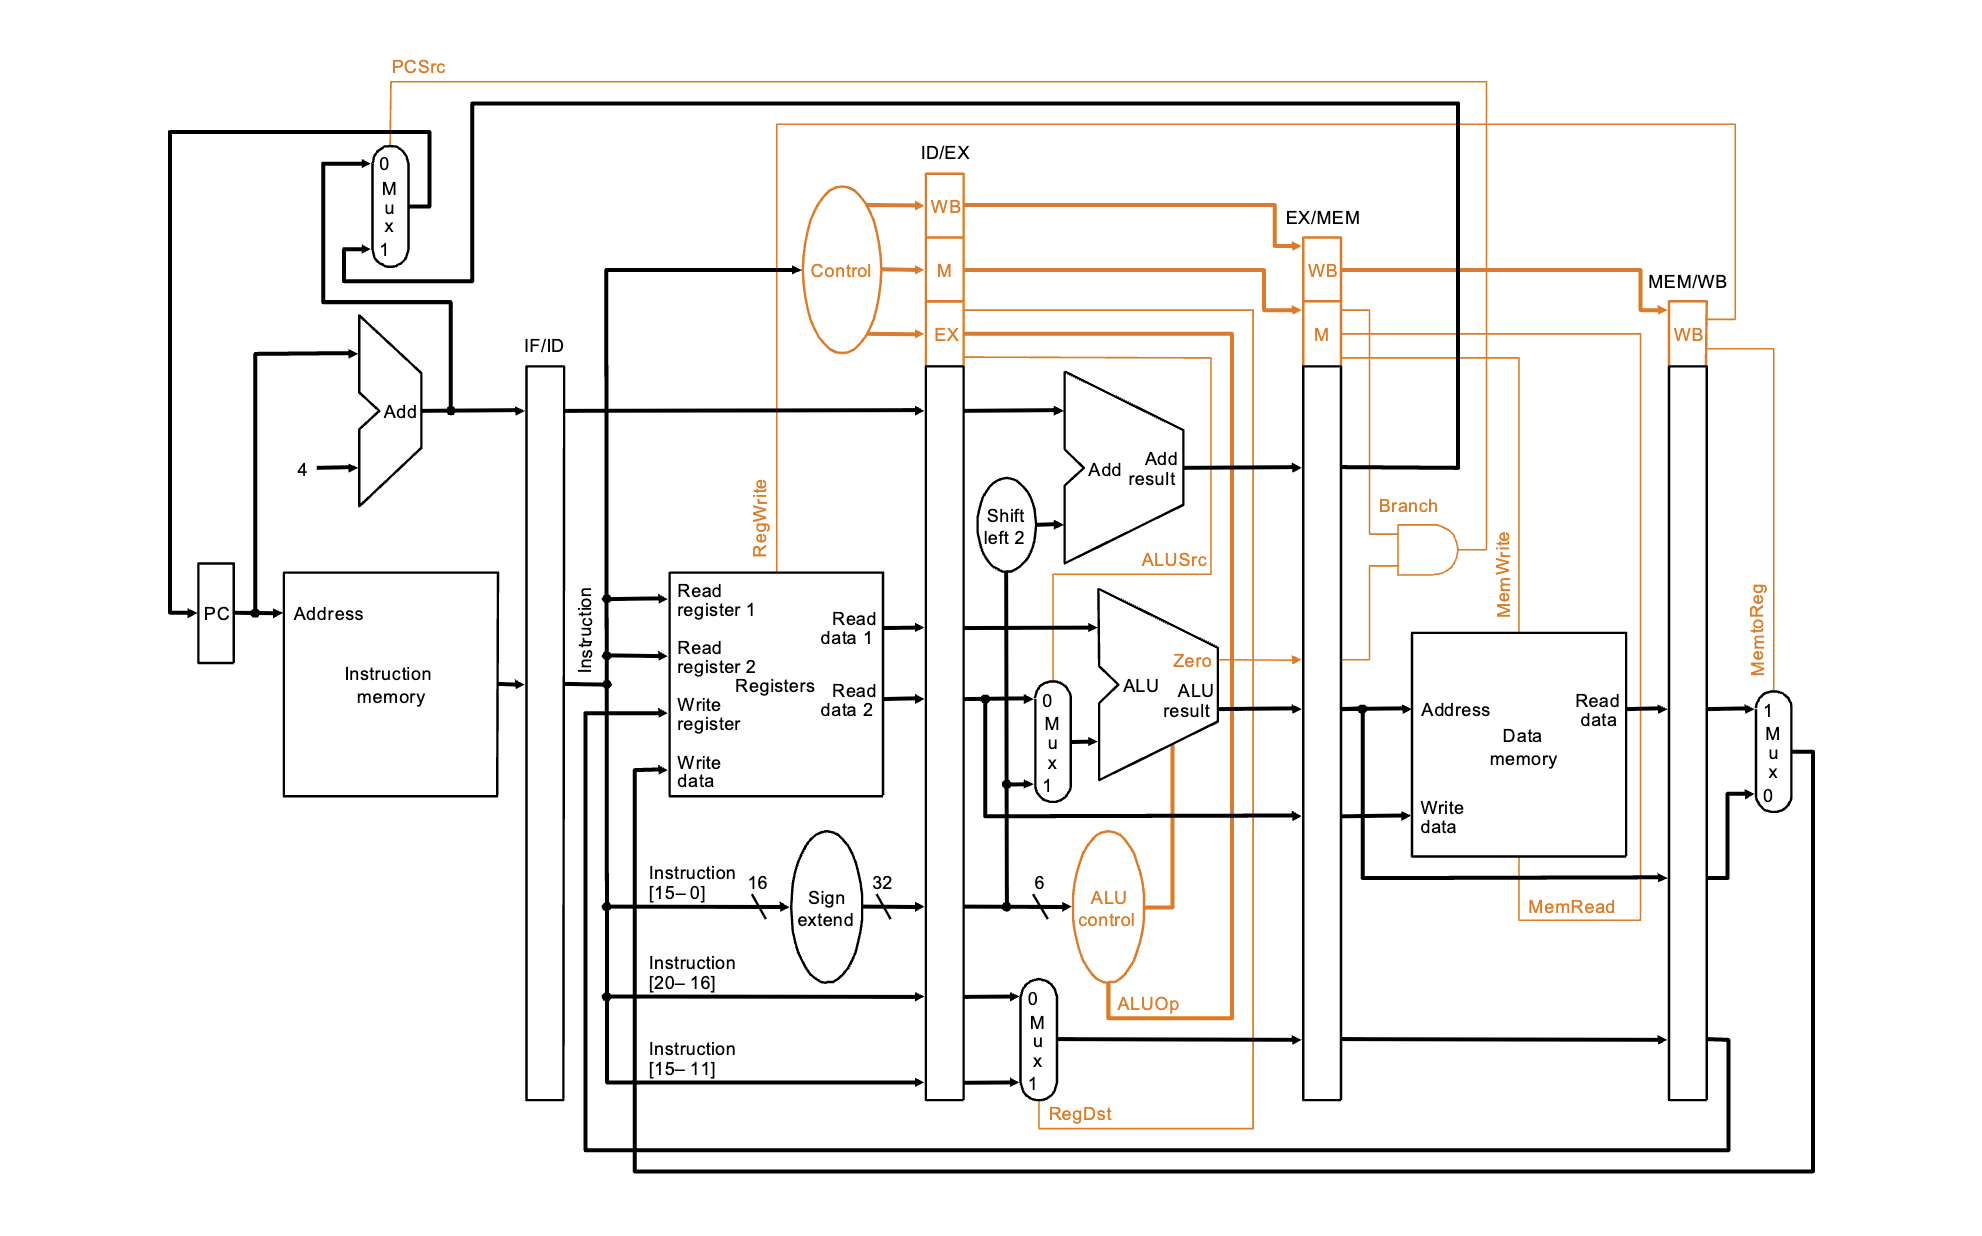 PCSrc
0
M
u
x
1
ID/EX
WB
M
EX
Control
EX/MEM
WB
M
MEM/WB
WB
IF/ID
Add
4
Add
Add
result
Shift
left 2
RegWrite
ALUSrc
Branch
MemWrite
MemtoReg
PC
Address
Instruction
memory
Instruction
Read
register 1
Read
register 2
Write
register
Write
data
Registers
Read
data 1
Read
data 2
0
M
u
x
1
Zero
ALU
ALU
result
Address
Data
memory
Read
data
Write
data
1
M
u
x
0
Instruction
[15–0]
16
Sign
extend
32
6
ALU
control
MemRead
Instruction
[20–16]
0
M
u
x
1
ALUOp
Instruction
[15–11]
RegDst